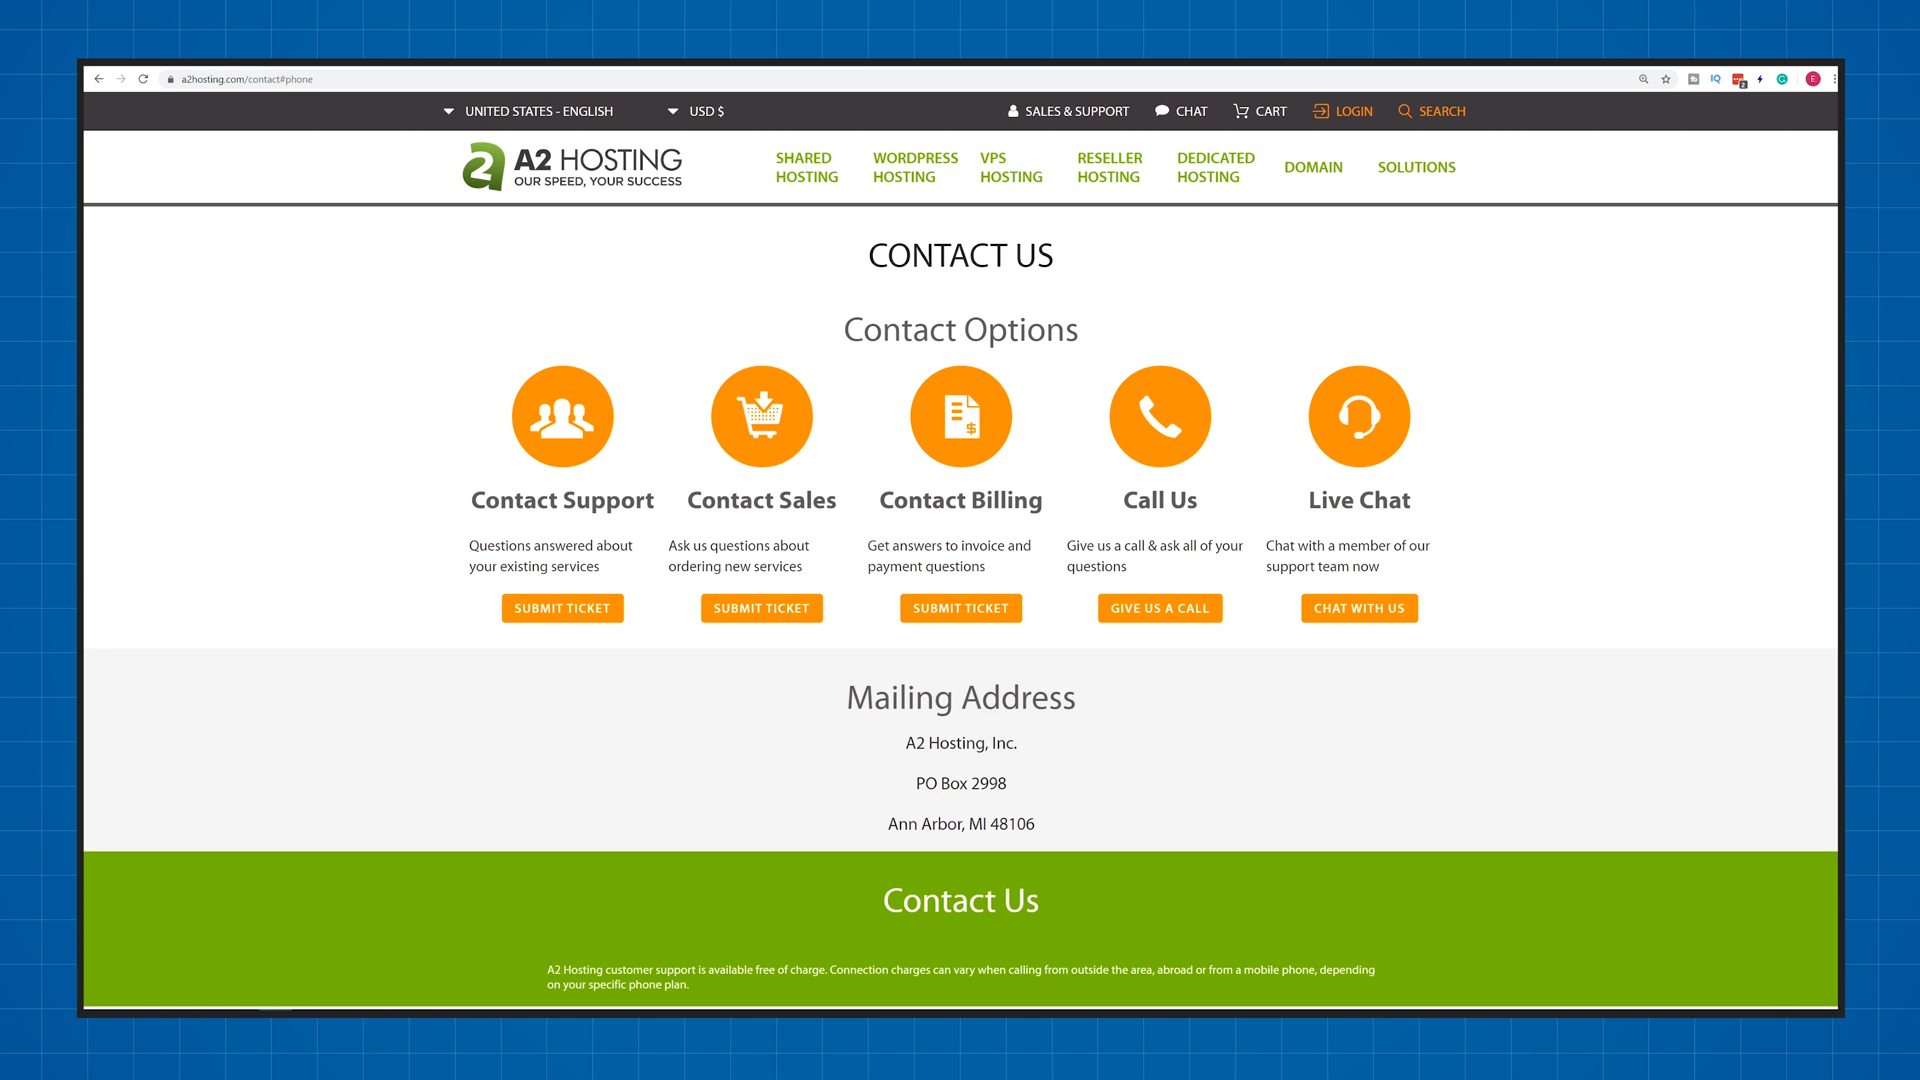 a2hosting.com/contact#phone
IQ
2
E
UNITED STATES - ENGLISH
USD $
SALES & SUPPORT
CHAT
CART
LOGIN
SEARCH
A2 HOSTING
OUR SPEED, YOUR SUCCESS
SHARED
HOSTING
WORDPRESS
HOSTING
VPS
HOSTING
RESELLER
HOSTING
DEDICATED
HOSTING
DOMAIN
SOLUTIONS
CONTACT US
Contact Options
$
Contact Support
Questions answered about
your existing services
SUBMIT TICKET
Contact Sales
Ask us questions about
ordering new services
SUBMIT TICKET
Contact Billing
Get answers to invoice and
payment questions
SUBMIT TICKET
Call Us
Give us a call & ask all of your
questions
GIVE US A CALL
Live Chat
Chat with a member of our
support team now
CHAT WITH US
Mailing Address
A2 Hosting, Inc.
PO Box 2998
Ann Arbor, MI 48106
Contact Us
A2 Hosting customer support is available free of charge. Connection charges can vary when calling from outside the area, abroad or from a mobile phone, depending
on your specific phone plan.